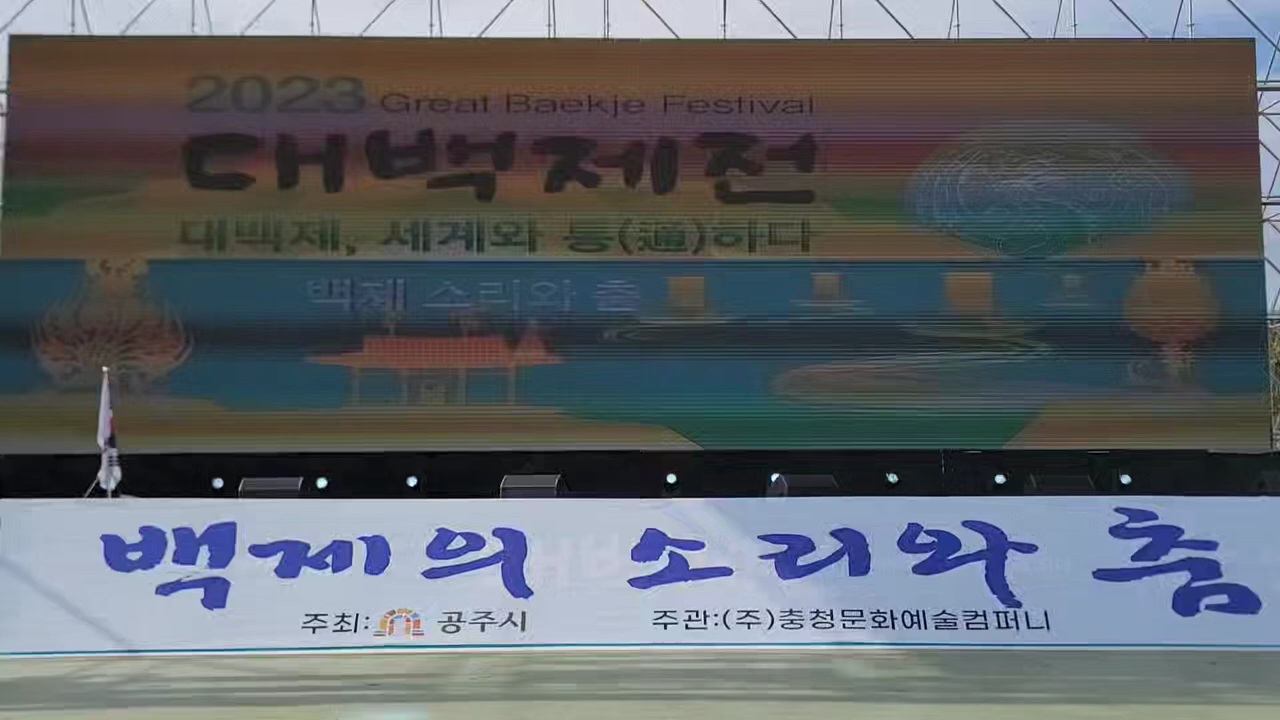 2023 Great Baekje Festival
대백제전
대백제, 세계와 통(通)하다
백제 소리와 춤
백제의 소리와 춤
주최: 공주시
주관:(주)충청문화예술컴퍼니